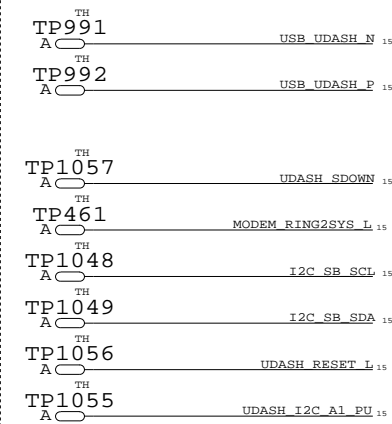 TH
TP991
A USB_UDASH_N 15
TH
TP992
A USB_UDASH_P 15
TH
TP1057
A UDASH_SDOWN 15
TH
TP461
A MODEM_RING2SYS_L 15
TH
TP1048
A I2C_SB_SCL 15
TH
TP1049
A I2C_SB_SDA 15
TH
TP1056
A UDASH_RESET_L 15
TH
TP1055
A UDASH_I2C_A1_PU 15